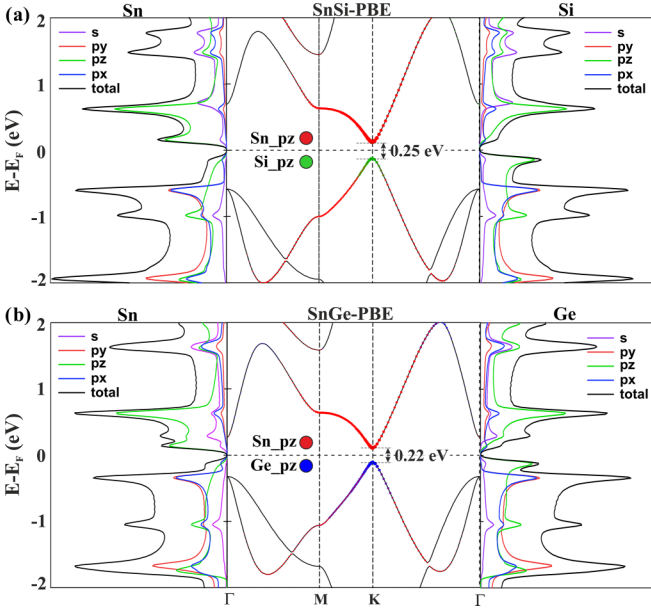 (a) Sn SnSi-PBE Si
2
1
0
-1
-2
E-E_F (eV)
s
py
pz
px
total
Sn_pz
Si_pz
0.25 eV
s
py
pz
px
total
(b) Sn SnGe-PBE Ge
2
1
0
-1
-2
E-E_F (eV)
s
py
pz
px
total
Sn_pz
Ge_pz
0.22 eV
s
py
pz
px
total
Γ M K Γ